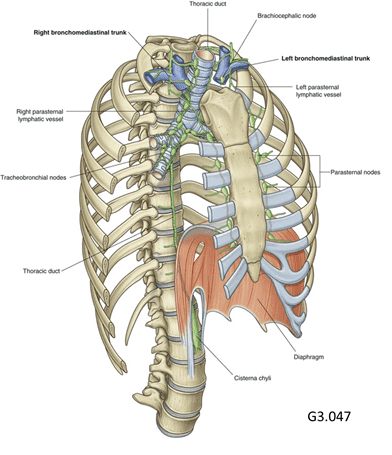 Thoracic duct
Brachiocephalic node
Right bronchomediastinal trunk
Left bronchomediastinal trunk
Left parasternal
lymphatic vessel
Right parasternal
lymphatic vessel
Parasternal nodes
Tracheobronchial nodes
Thoracic duct
Diaphragm
Cisterna chyli
G3.047